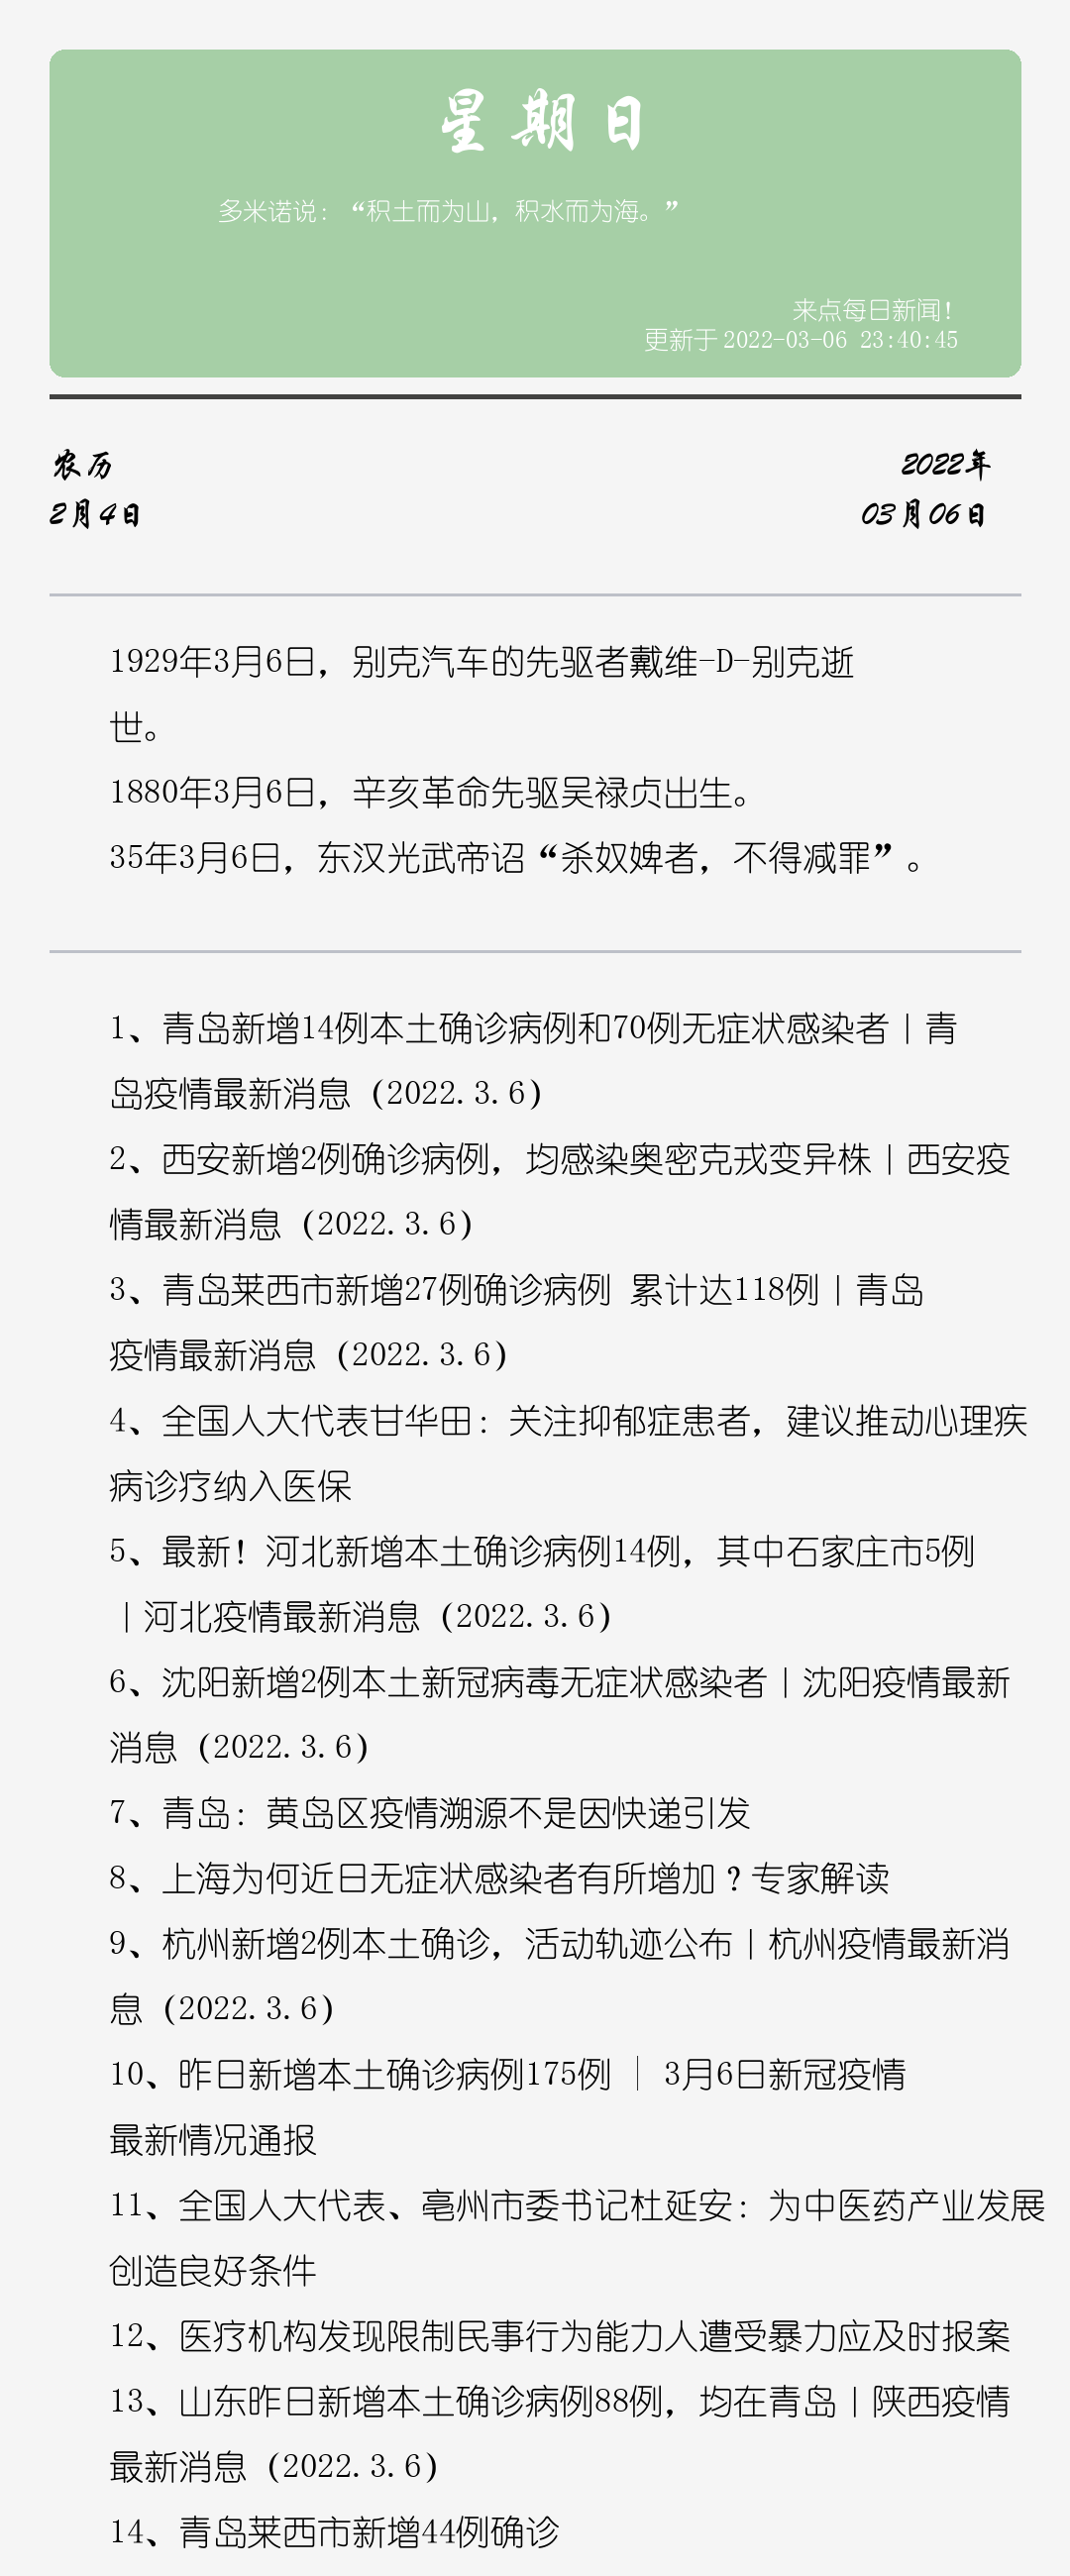 星期日
多米诺说：“积土而为山，积水而为海。”
来点每日新闻！
更新于 2022-03-06 23:40:45
农历
2月4日
2022年
03月06日
1929年3月6日，别克汽车的先驱者戴维-D-别克逝
世。
1880年3月6日，辛亥革命先驱吴禄贞出生。
35年3月6日，东汉光武帝诏“杀奴婢者，不得减罪”。
1、青岛新增14例本土确诊病例和70例无症状感染者丨青
岛疫情最新消息（2022.3.6）
2、西安新增2例确诊病例，均感染奥密克戎变异株丨西安疫
情最新消息（2022.3.6）
3、青岛莱西市新增27例确诊病例 累计达118例丨青岛
疫情最新消息（2022.3.6）
4、全国人大代表甘华田：关注抑郁症患者，建议推动心理疾
病诊疗纳入医保
5、最新！河北新增本土确诊病例14例，其中石家庄市5例
丨河北疫情最新消息（2022.3.6）
6、沈阳新增2例本土新冠病毒无症状感染者丨沈阳疫情最新
消息（2022.3.6）
7、青岛：黄岛区疫情溯源不是因快递引发
8、上海为何近日无症状感染者有所增加？专家解读
9、杭州新增2例本土确诊，活动轨迹公布丨杭州疫情最新消
息（2022.3.6）
10、昨日新增本土确诊病例175例 │ 3月6日新冠疫情
最新情况通报
11、全国人大代表、亳州市委书记杜延安：为中医药产业发展
创造良好条件
12、医疗机构发现限制民事行为能力人遭受暴力应及时报案
13、山东昨日新增本土确诊病例88例，均在青岛丨陕西疫情
最新消息（2022.3.6）
14、青岛莱西市新增44例确诊